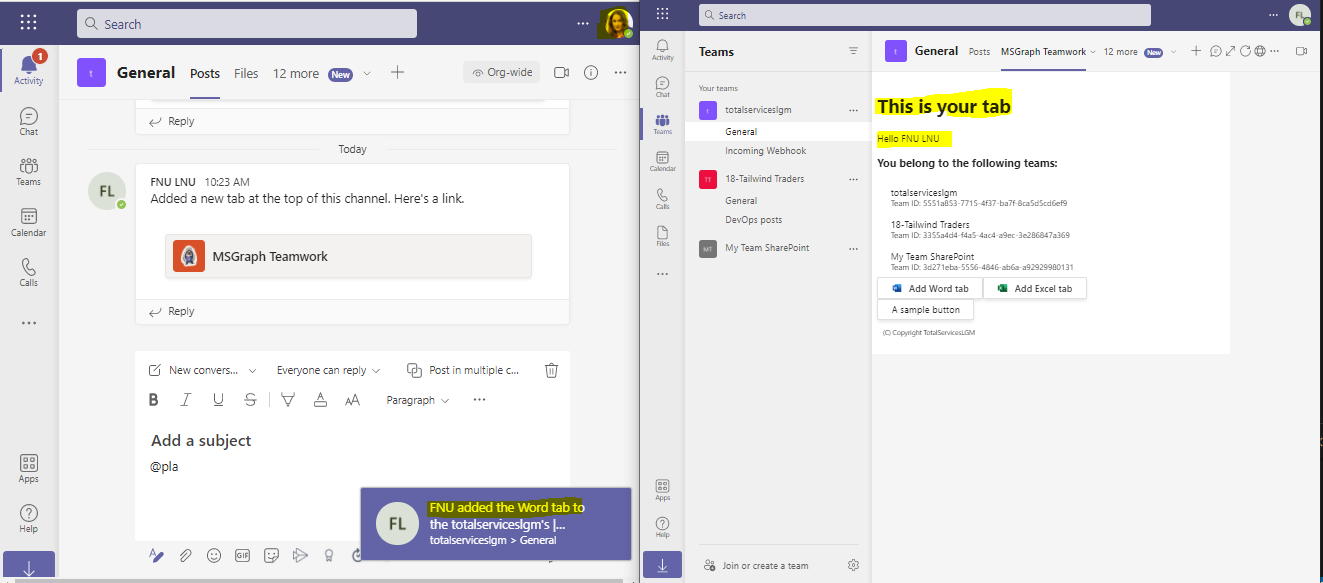 Search
1
Activity
Chat
Teams
Calendar
Calls
Apps
Help
t
General Posts Files 12 more New
Org-wide
Reply
Today
FL
FNU LNU 10:23 AM
Added a new tab at the top of this channel. Here's a link.
MSGraph Teamwork
Reply
New convers... Everyone can reply Post in multiple c...
B I U S A AA Paragraph
Add a subject
@pla
GIF
FL
FNU added the Word tab to
the totalserviceslgm's |...
totalserviceslgm > General
Search
FL
Activity
Chat
Teams
Calendar
Calls
Files
Apps
Help
Teams
Your teams
t totalserviceslgm
General
Incoming Webhook
TT 18-Tailwind Traders
General
DevOps posts
MT My Team SharePoint
Join or create a team
t General Posts MSGraph Teamwork 12 more New
This is your tab
Hello FNU LNU
You belong to the following teams:
totalserviceslgm
Team ID: 5551a853-7715-4f37-ba7f-8ca5d5cd6ef9
18-Tailwind Traders
Team ID: 3355a4d4-f4a5-4ac4-a9ec-3e286847a369
My Team SharePoint
Team ID: 3d271eba-5556-4846-ab6a-a92929980131
Add Word tab Add Excel tab
A sample button
(C) Copyright TotalServicesLGM